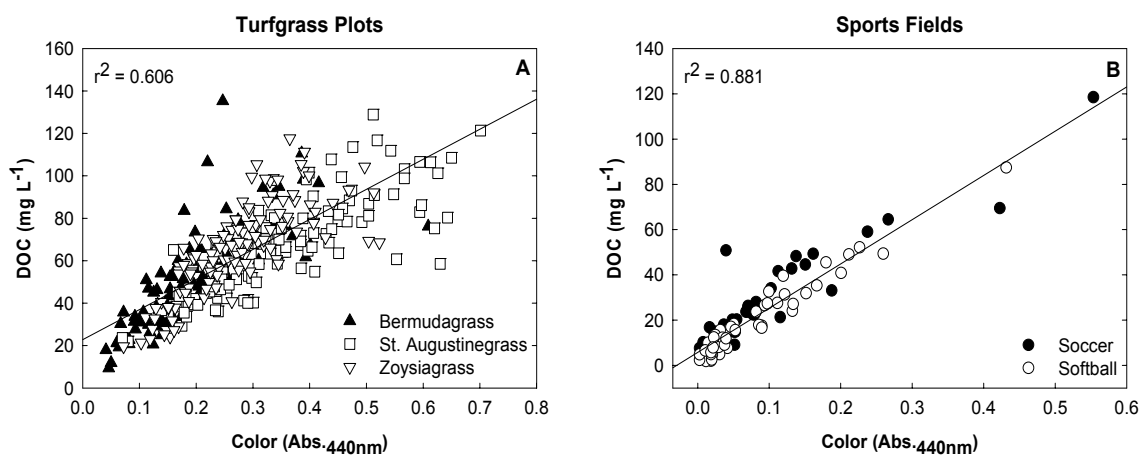 Turfgrass Plots
160
140
120
100
80
60
40
20
0
DOC (mg L-1)
r2 = 0.606
A
Bermudagrass
St. Augustinegrass
Zoysiagrass
0.0 0.1 0.2 0.3 0.4 0.5 0.6 0.7 0.8
Color (Abs.440nm)
Sports Fields
140
120
100
80
60
40
20
0
DOC (mg L-1)
r2 = 0.881
B
Soccer
Softball
0.0 0.1 0.2 0.3 0.4 0.5 0.6
Color (Abs.440nm)